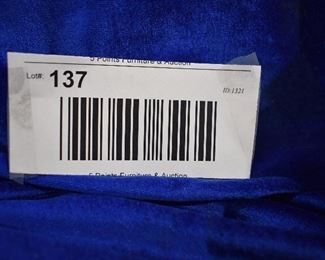 5 Points Furniture & Auction
Lot#: 137 ID:1321
5 Points Furniture & Auction